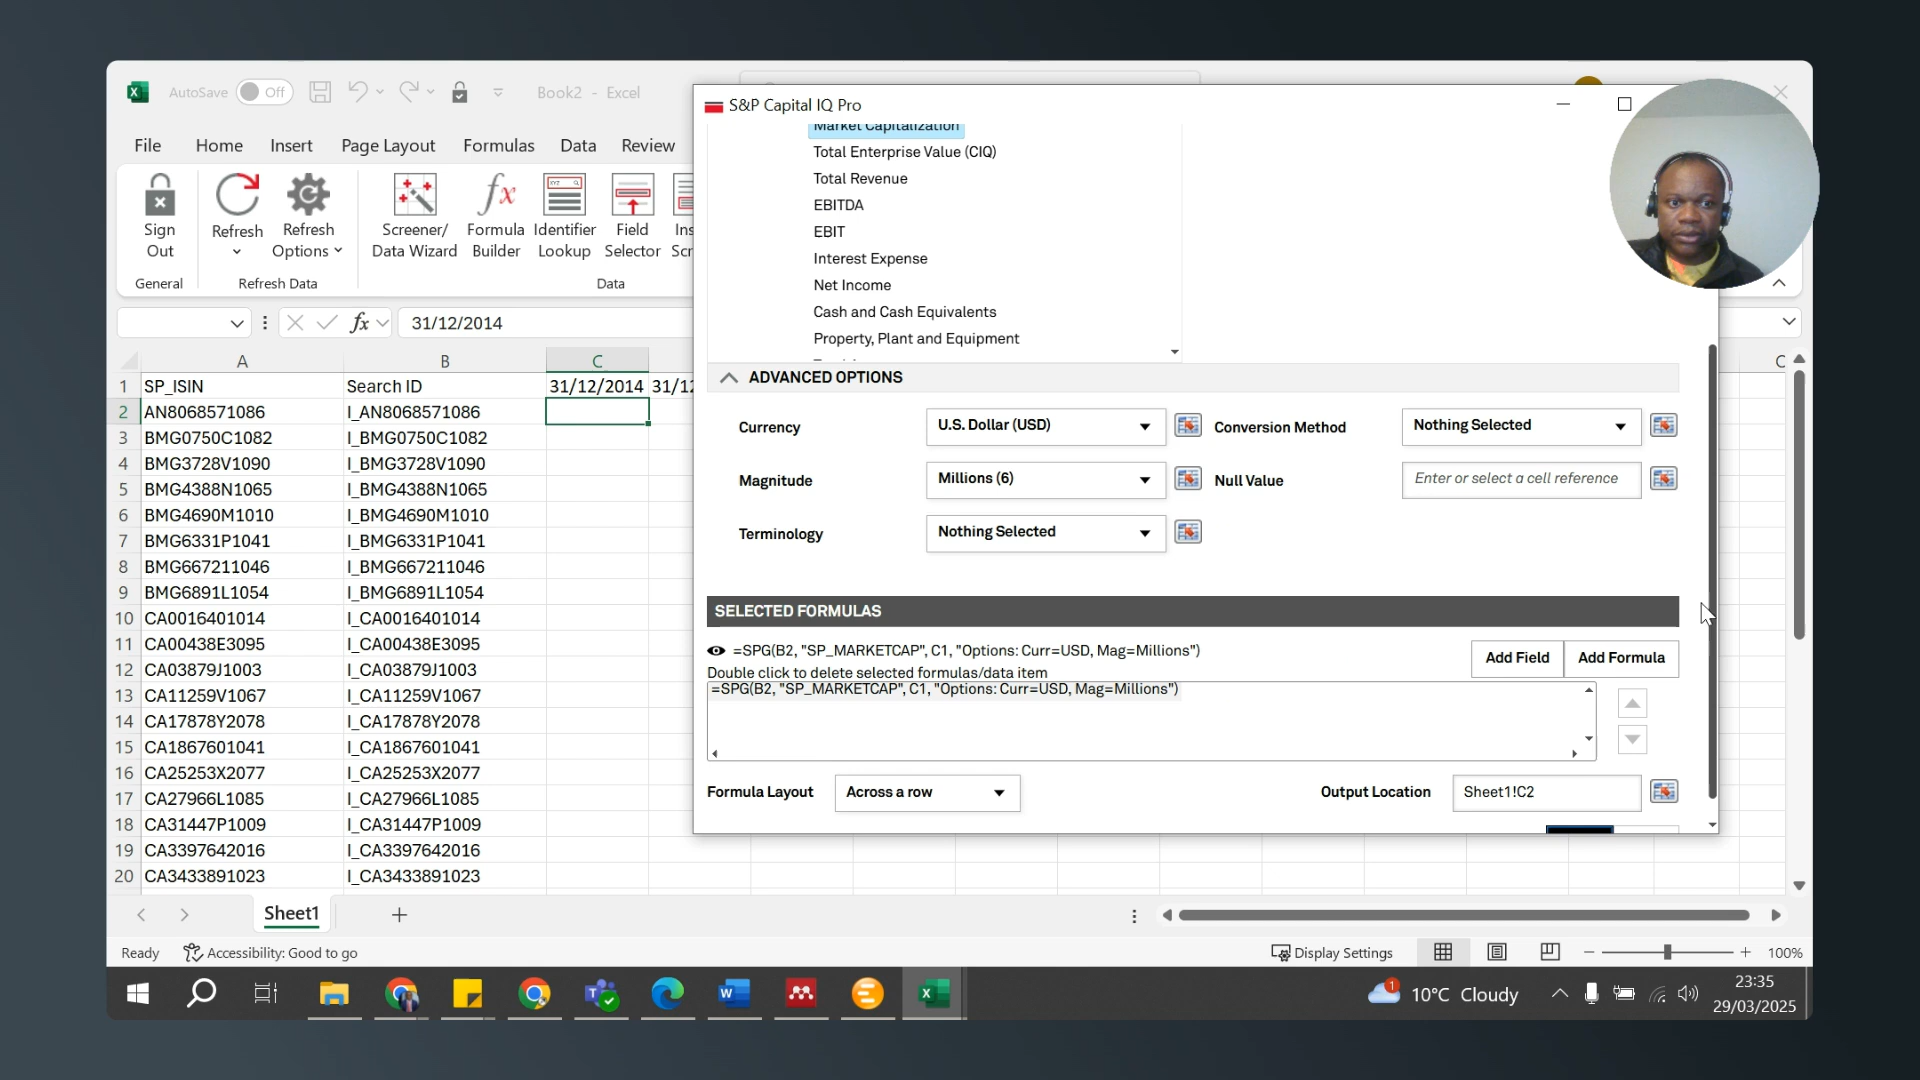 AutoSave Off Book2 - Excel
File Home Insert Page Layout Formulas Data Review
Sign Out
Refresh
Refresh Options
Screener/ Data Wizard
Formula Builder
Identifier Lookup
Field Selector
General Refresh Data Data
31/12/2014
A B C
1 SP_ISIN Search ID 31/12/2014
2 AN8068571086 I_AN8068571086
3 BMG0750C1082 I_BMG0750C1082
4 BMG3728V1090 I_BMG3728V1090
5 BMG4388N1065 I_BMG4388N1065
6 BMG4690M1010 I_BMG4690M1010
7 BMG6331P1041 I_BMG6331P1041
8 BMG667211046 I_BMG667211046
9 BMG6891L1054 I_BMG6891L1054
10 CA0016401014 I_CA0016401014
11 CA00438E3095 I_CA00438E3095
12 CA03879J1003 I_CA03879J1003
13 CA11259V1067 I_CA11259V1067
14 CA17878Y2078 I_CA17878Y2078
15 CA1867601041 I_CA1867601041
16 CA25253X2077 I_CA25253X2077
17 CA27966L1085 I_CA27966L1085
18 CA31447P1009 I_CA31447P1009
19 CA3397642016 I_CA3397642016
20 CA3433891023 I_CA3433891023
S&P Capital IQ Pro
Market Capitalization
Total Enterprise Value (CIQ)
Total Revenue
EBITDA
EBIT
Interest Expense
Net Income
Cash and Cash Equivalents
Property, Plant and Equipment
ADVANCED OPTIONS
Currency U.S. Dollar (USD) Conversion Method Nothing Selected
Magnitude Millions (6) Null Value Enter or select a cell reference
Terminology Nothing Selected
SELECTED FORMULAS
=SPG(B2, "SP_MARKETCAP", C1, "Options: Curr=USD, Mag=Millions")
Add Field Add Formula
Double click to delete selected formulas/data item
=SPG(B2, "SP_MARKETCAP", C1, "Options: Curr=USD, Mag=Millions")
Formula Layout Across a row Output Location Sheet1!C2
Sheet1
Ready Accessibility: Good to go Display Settings 100%
10°C Cloudy
23:35
29/03/2025